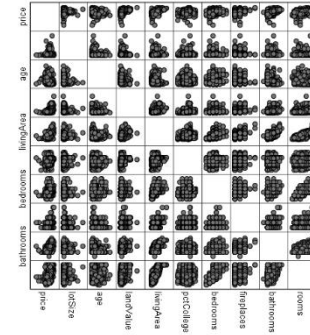 price
age
livingArea
bedrooms
bathrooms
price
lotSize
age
landValue
livingArea
pctCollege
bedrooms
fireplaces
bathrooms
rooms